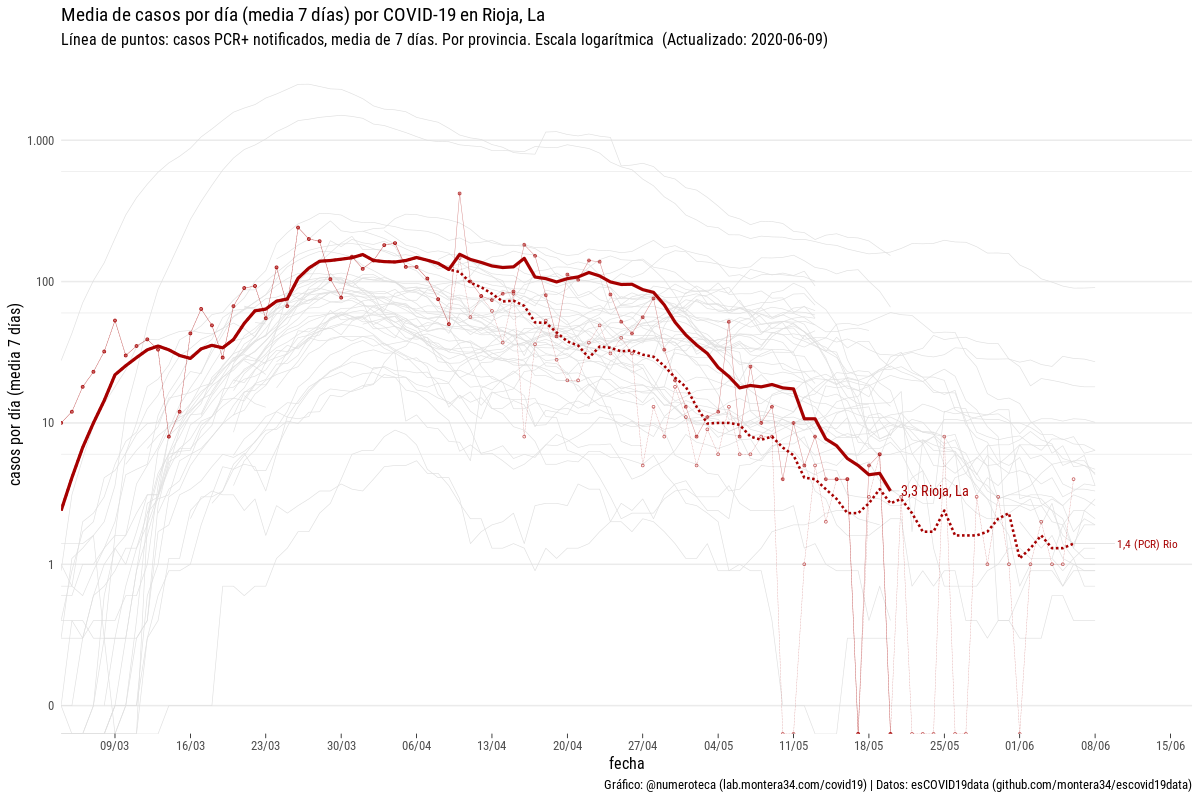 Media de casos por día (media 7 días) por COVID-19 en Rioja, La
Línea de puntos: casos PCR+ notificados, media de 7 días. Por provincia. Escala logarítmica (Actualizado: 2020-06-09)
casos por día (media 7 días)
1.000
100
10
1
0
3,3 Rioja, La
1,4 (PCR) Rio
09/03 16/03 23/03 30/03 06/04 13/04 20/04 27/04 04/05 11/05 18/05 25/05 01/06 08/06 15/06
fecha
Gráfico: @numeroteca (lab.montera34.com/covid19) | Datos: esCOVID19data (github.com/montera34/escovid19data)